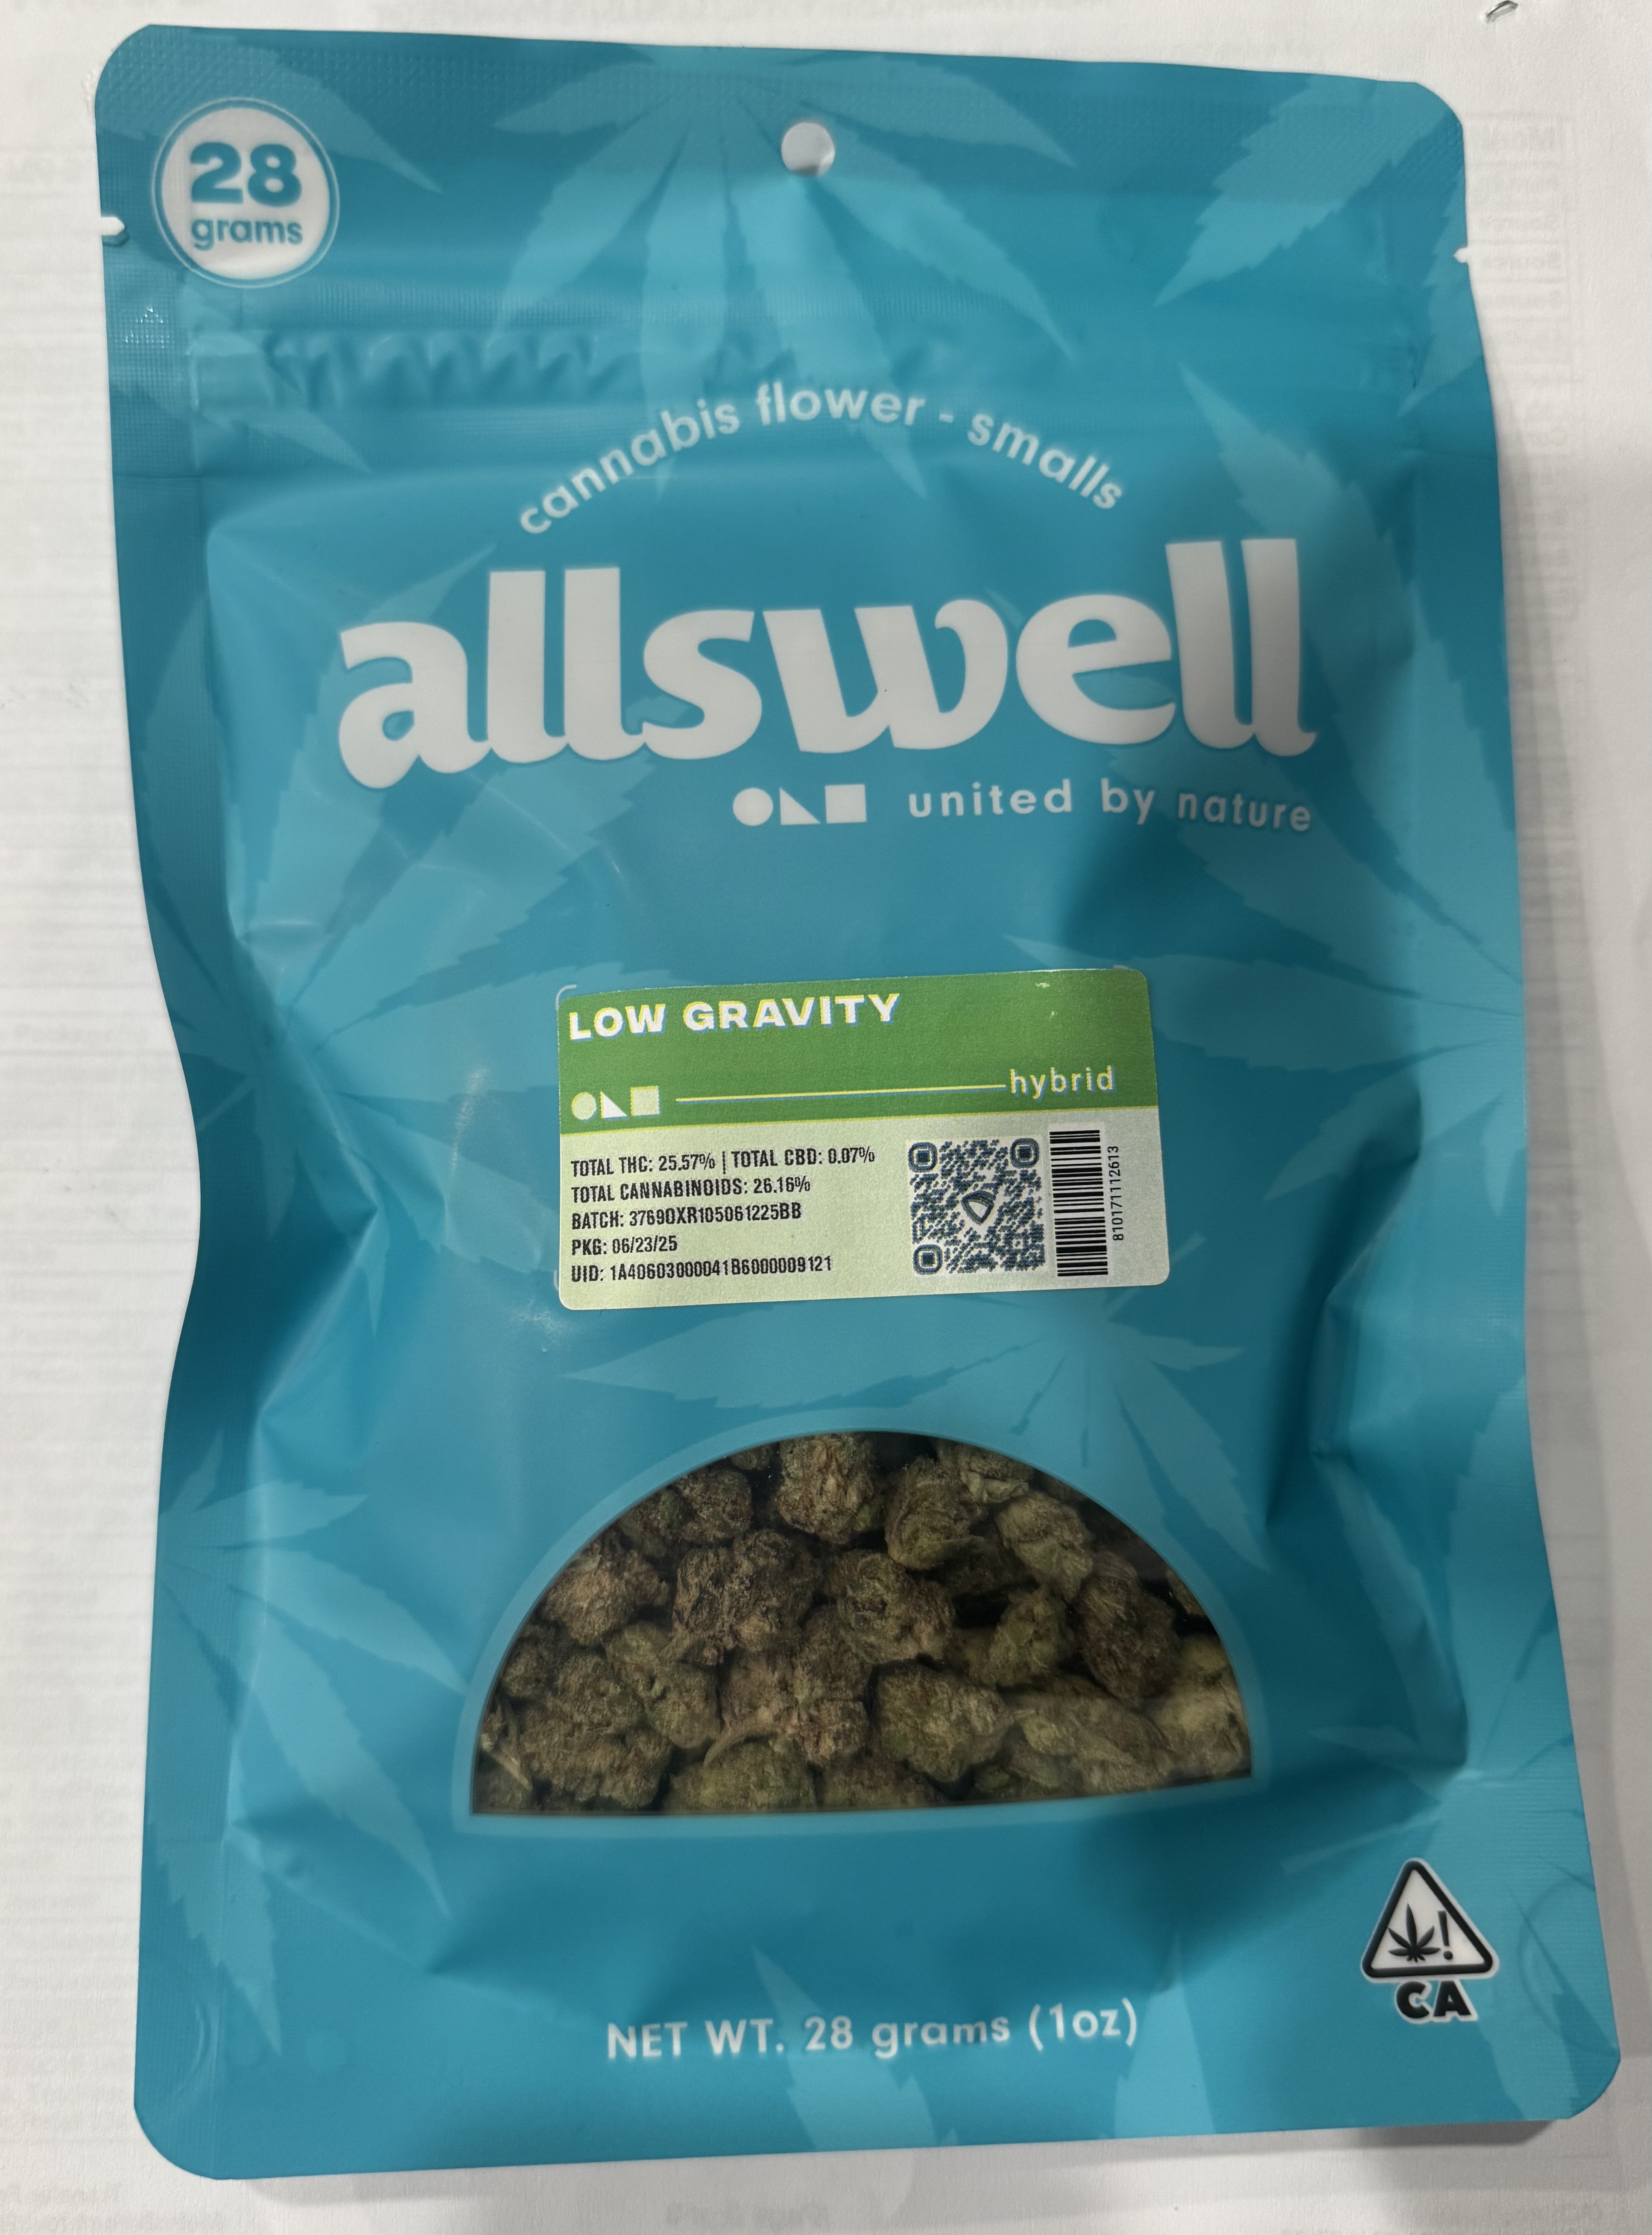 28
grams
cannabis flower - smalls
allswell
united by nature
LOW GRAVITY
hybrid
TOTAL THC: 25.57% | TOTAL CBD: 0.07%
TOTAL CANNABINOIDS: 26.16%
BATCH: 3769OXR105061225BB
PKG: 06/23/25
UID: 1A40603000041B6000009121
810171112613
NET WT. 28 grams (1oz)
CA